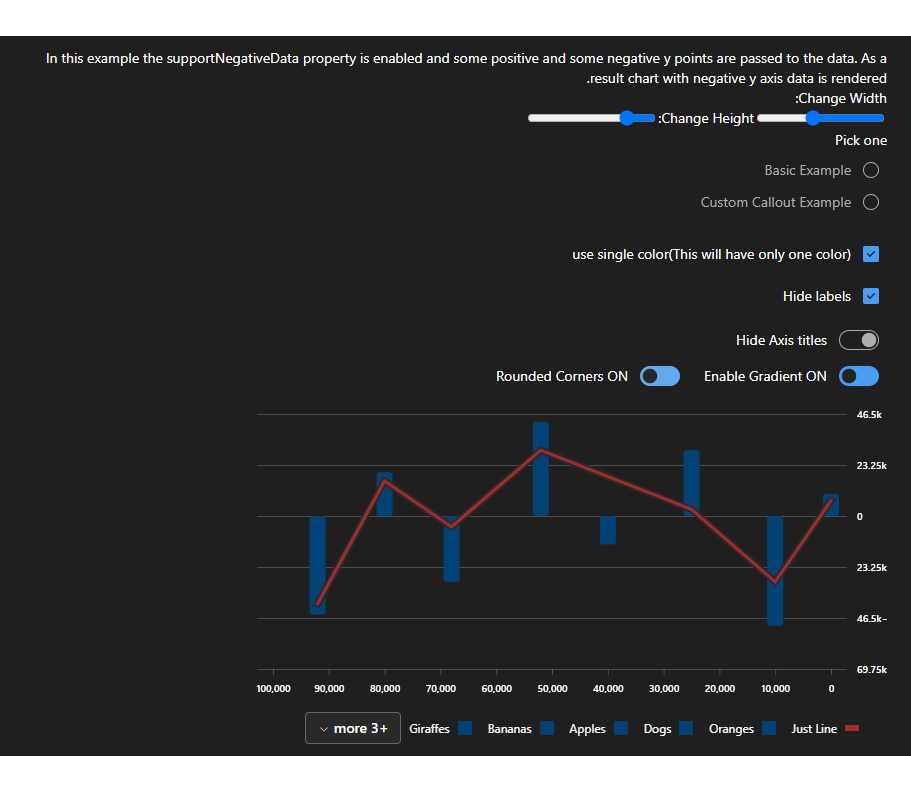 In this example the supportNegativeData property is enabled and some positive and some negative y points are passed to the data. As a
.result chart with negative y axis data is rendered
:Change Width
:Change Height
Pick one
Basic Example
Custom Callout Example
use single color(This will have only one color)
Hide labels
Hide Axis titles
Rounded Corners ON Enable Gradient ON
46.5k
23.25k
0
23.25k
46.5k−
69.75k
100,000 90,000 80,000 70,000 60,000 50,000 40,000 30,000 20,000 10,000 0
more 3+ Giraffes Bananas Apples Dogs Oranges Just Line